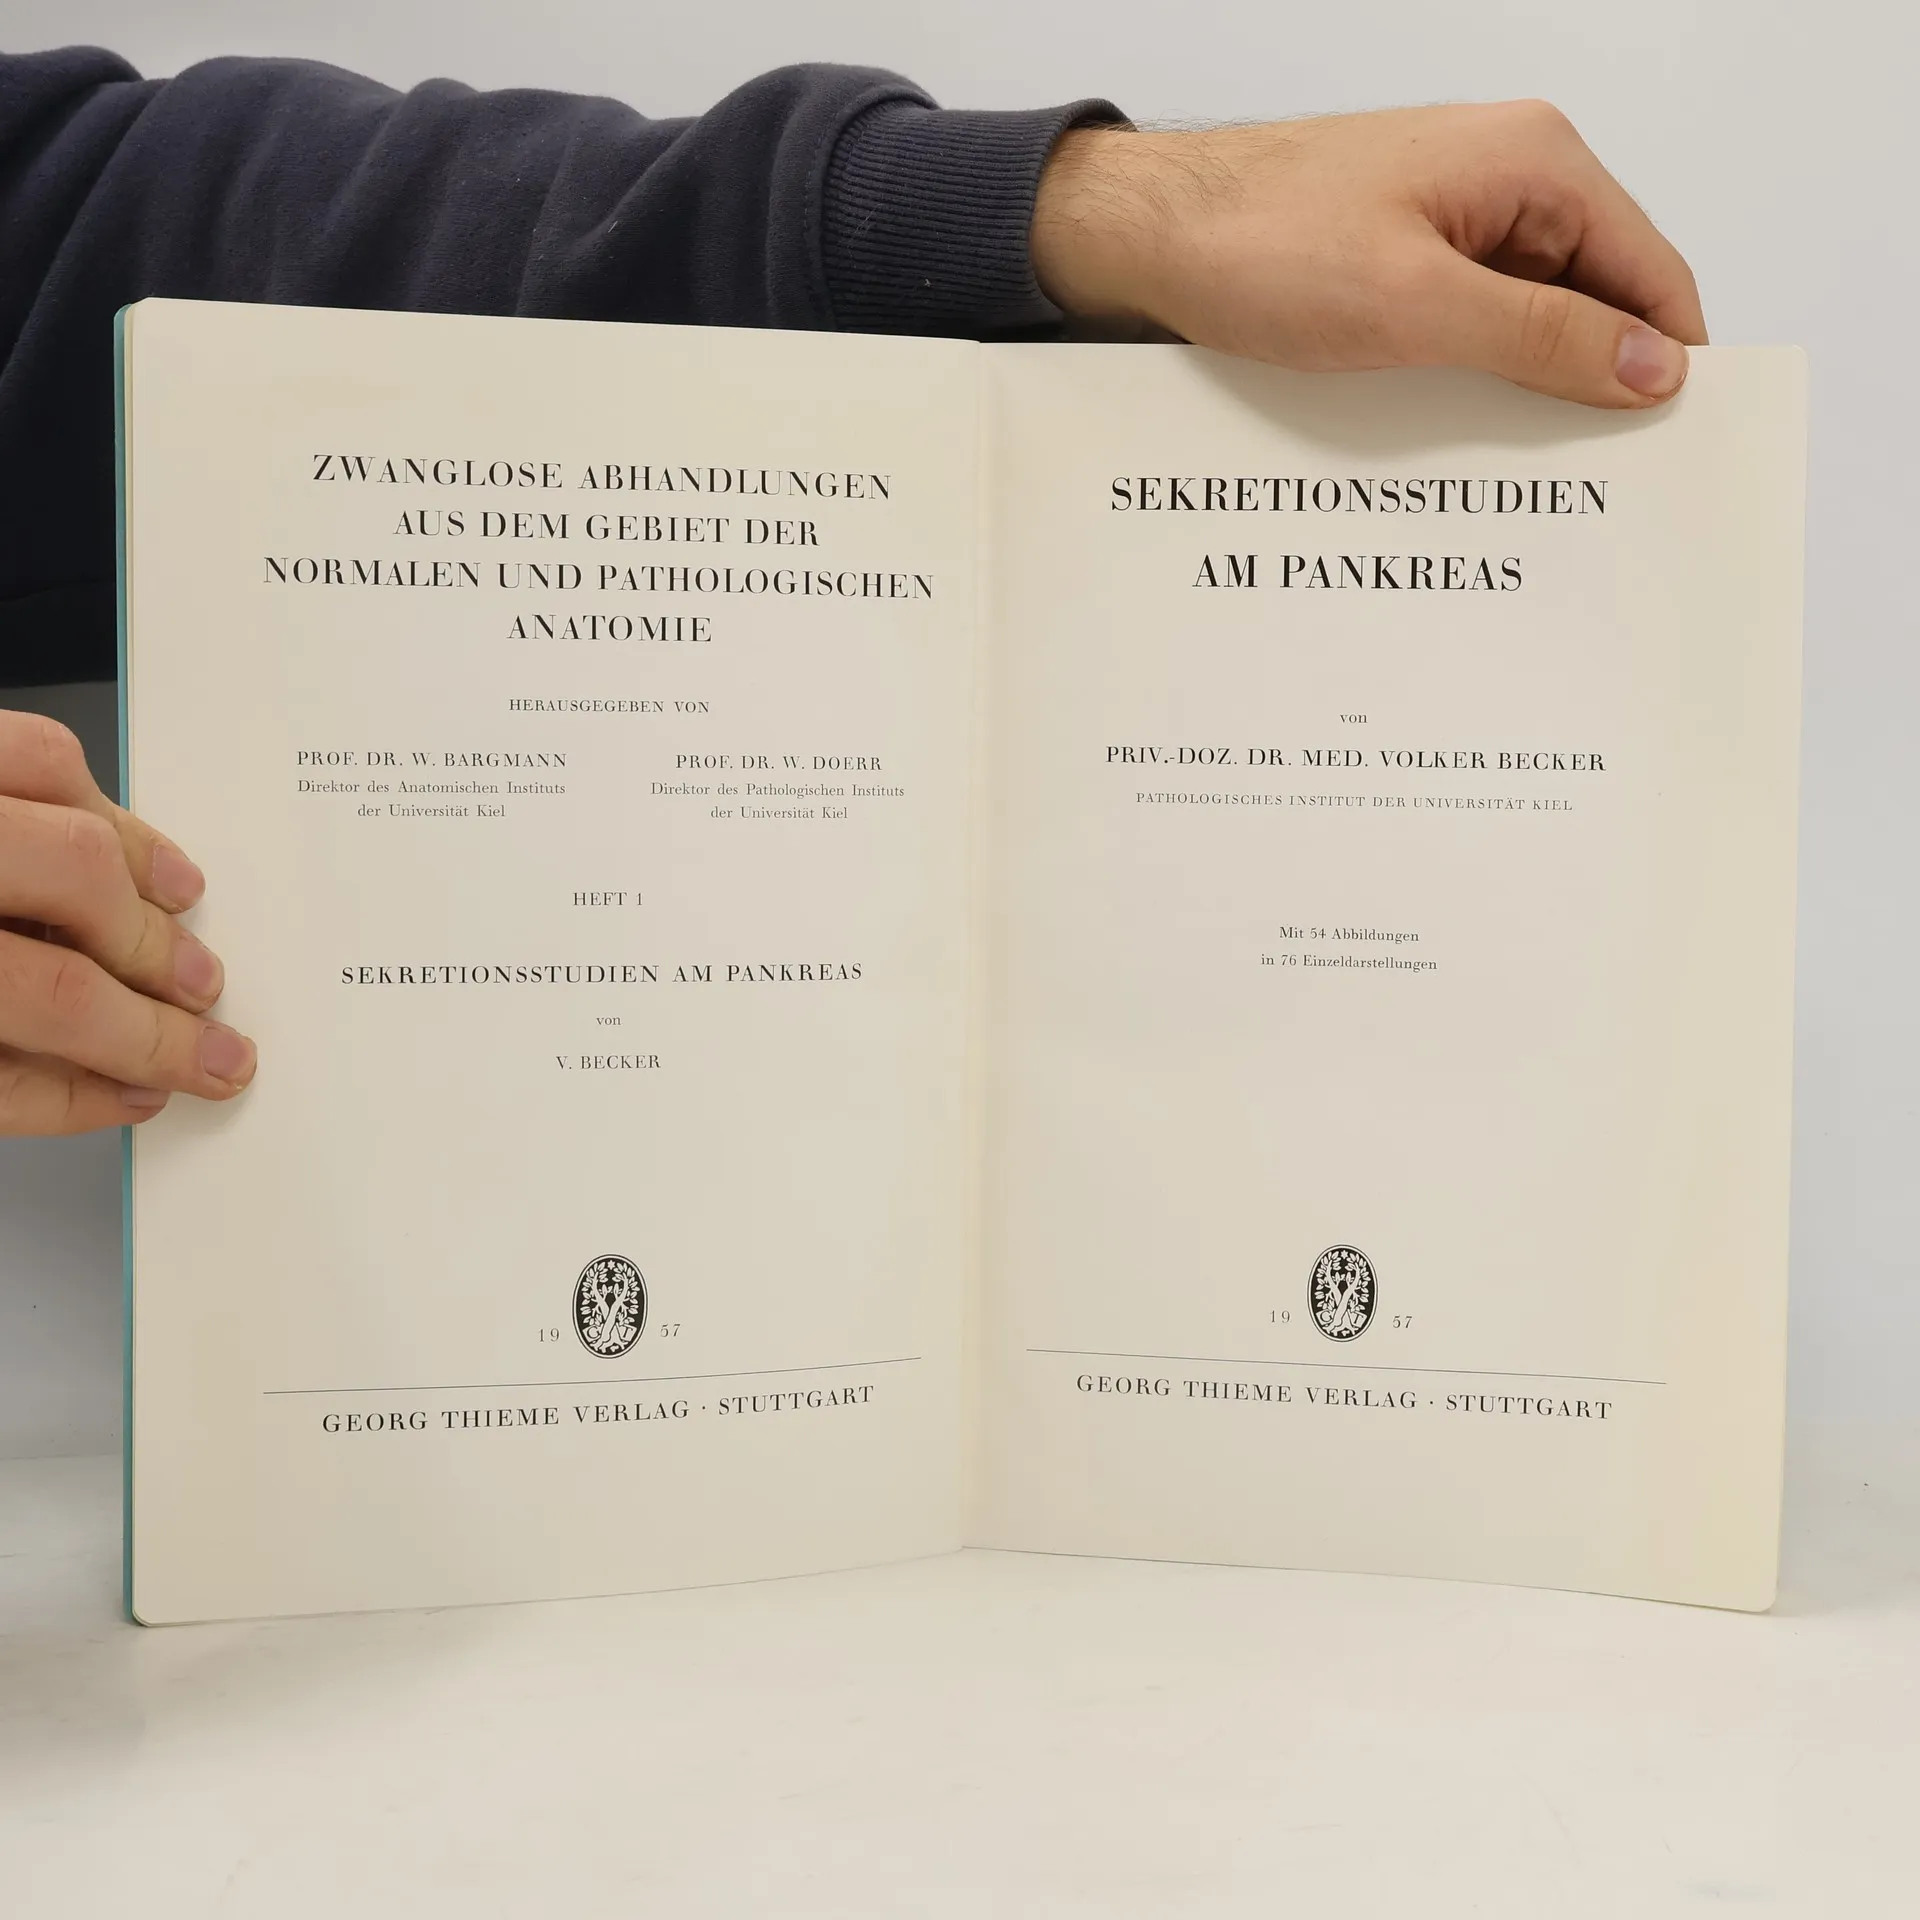 ZWANGLOSE ABHANDLUNGEN
AUS DEM GEBIET DER
NORMALEN UND PATHOLOGISCHEN
ANATOMIE
HERAUSGEGEBEN VON
PROF. DR. W. BARGMANN
Direktor des Anatomischen Instituts
der Universität Kiel
PROF. DR. W. DOERR
Direktor des Pathologischen Instituts
der Universität Kiel
HEFT 1
SEKRETIONSSTUDIEN AM PANKREAS
von
V. BECKER
19 G T 57
GEORG THIEME VERLAG · STUTTGART
SEKRETIONSSTUDIEN
AM PANKREAS
von
PRIV.-DOZ. DR. MED. VOLKER BECKER
PATHOLOGISCHES INSTITUT DER UNIVERSITÄT KIEL
Mit 54 Abbildungen
in 76 Einzeldarstellungen
19 G T 57
GEORG THIEME VERLAG · STUTTGART